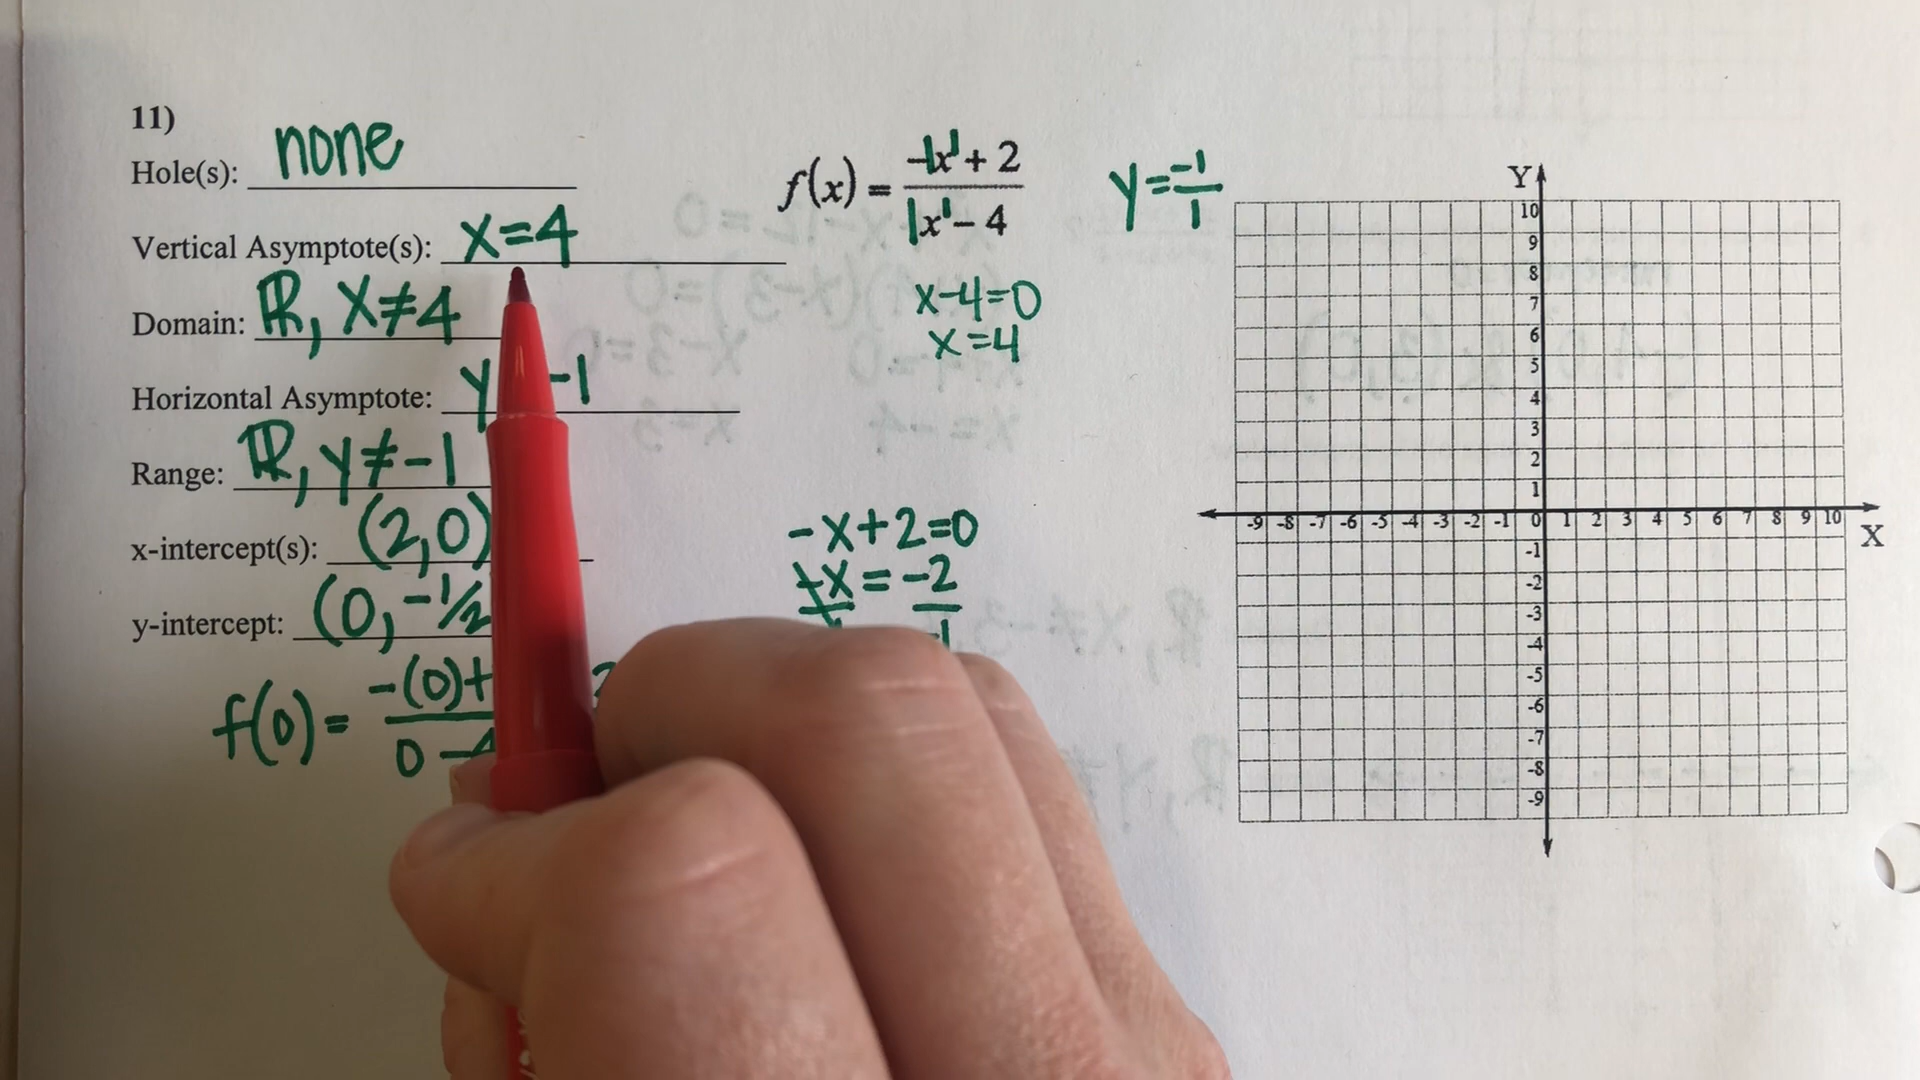 11)
Hole(s): none
Vertical Asymptote(s): x=4
Domain: ℝ, x≠4
Horizontal Asymptote: y -1
Range: ℝ, y≠-1
x-intercept(s): (2,0)
y-intercept: (0,-1/2
f(0)= -(0)+ / 0-4
f(x) = -1x¹+2 / 1x¹-4
x-4=0
x=4
-x+2=0
-x = -2
-1
y= -1/1
Y
10
9
8
7
6
5
4
3
2
1
-9 -8 -7 -6 -5 -4 -3 -2 -1 0 1 2 3 4 5 6 7 8 9 10
X
-1
-2
-3
-4
-5
-6
-7
-8
-9